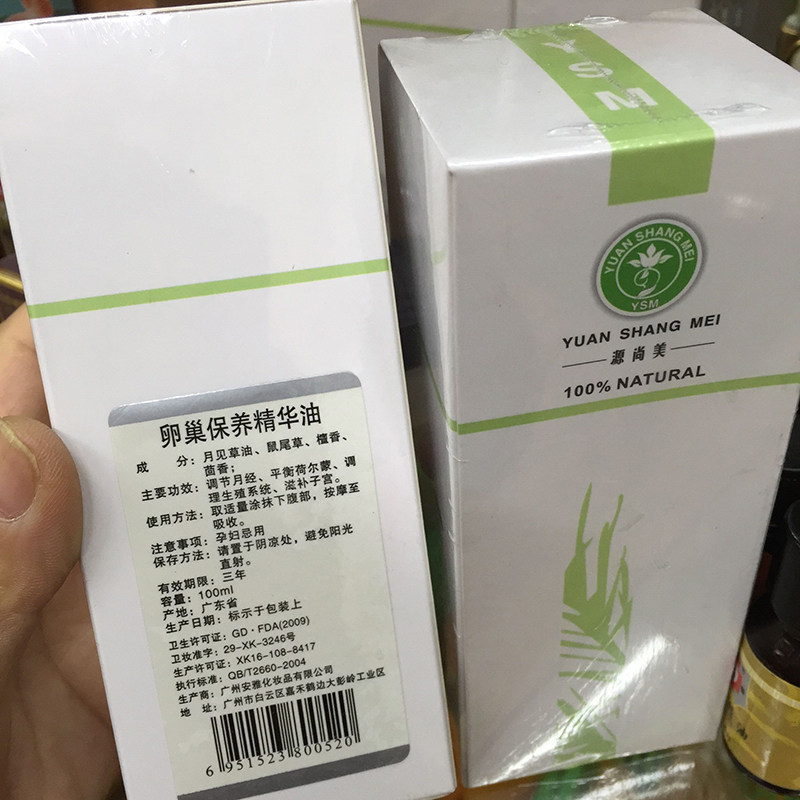 卵巢保养精华油
成 分：月见草油、鼠尾草、檀香、
茴香；
主要功效：调节月经、平衡荷尔蒙、调
理生殖系统、滋补子宫。
使用方法：取适量涂抹下腹部，按摩至
吸收。
注意事项：孕妇忌用
保存方法：请置于阴凉处，避免阳光
直射。
有效期限：三年
容量：100ml
产地：广东省
生产日期：标示于包装上
卫生许可证：GD·FDA(2009)
卫妆准字：29-XK-3246号
生产许可证：XK16-108-8417
执行标准：QB/T2660-2004
生产商：广州安雅化妆品有限公司
地 址：广州市白云区嘉禾鹤边大彭岭工业区
6 951523 800520
YSM
YUAN SHANG MEI
YSM
YUAN SHANG MEI
源尚美
100% NATURAL